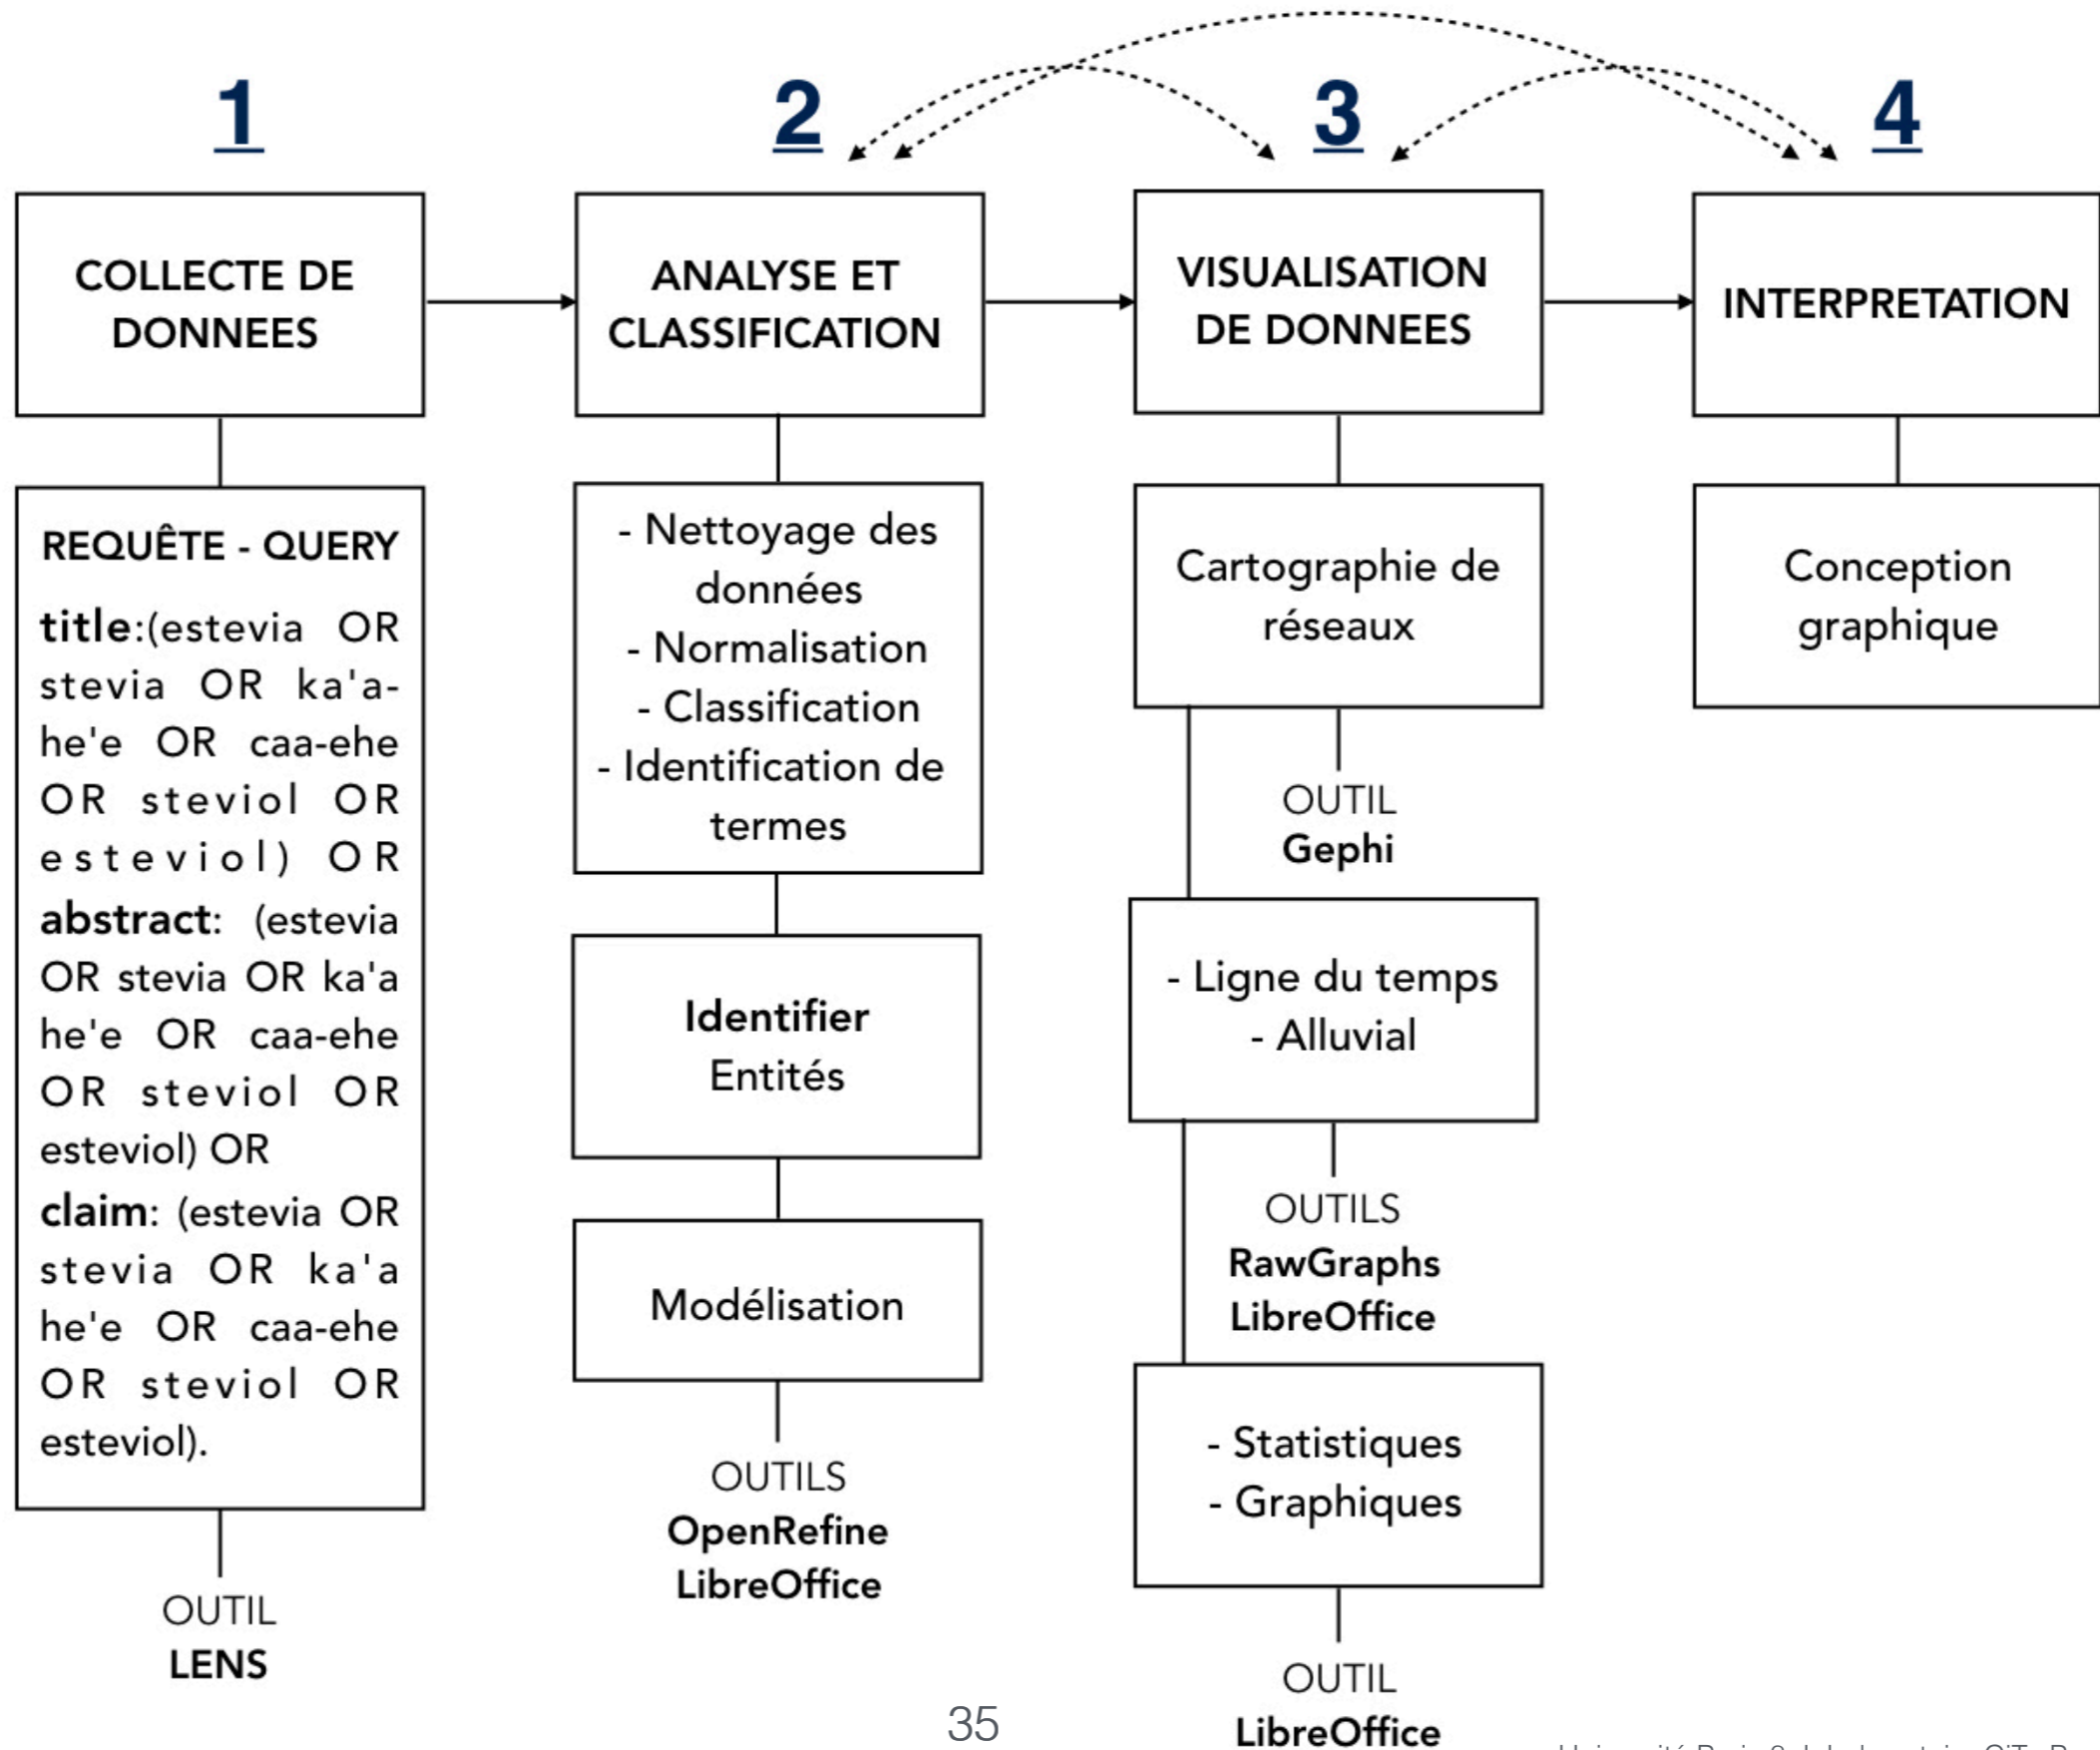 1
COLLECTE DE
DONNEES
REQUÊTE - QUERY
title:(estevia OR
stevia OR ka'a-
he'e OR caa-ehe
OR steviol OR
esteviol) OR
abstract: (estevia
OR stevia OR ka'a
he'e OR caa-ehe
OR steviol OR
esteviol) OR
claim: (estevia OR
stevia OR ka'a
he'e OR caa-ehe
OR steviol OR
esteviol).
OUTIL
LENS
2
ANALYSE ET
CLASSIFICATION
- Nettoyage des
données
- Normalisation
- Classification
- Identification de
termes
Identifier
Entités
Modélisation
OUTILS
OpenRefine
LibreOffice
3
VISUALISATION
DE DONNEES
Cartographie de
réseaux
OUTIL
Gephi
- Ligne du temps
- Alluvial
OUTILS
RawGraphs
LibreOffice
- Statistiques
- Graphiques
OUTIL
LibreOffice
4
INTERPRETATION
Conception
graphique
35